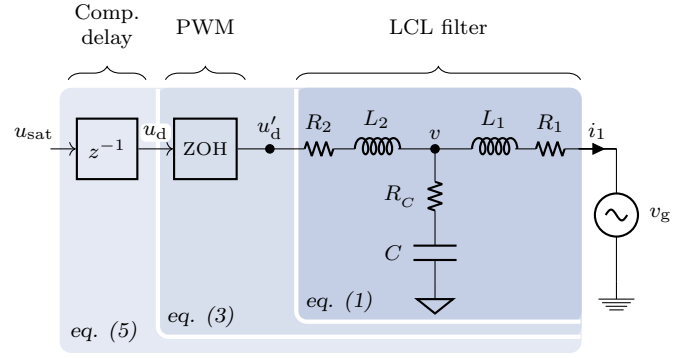 Comp.
delay
PWM
LCL filter
u_sat
z^{-1}
u_d
ZOH
u'_d
R_2
L_2
v
L_1
R_1
i_1
R_C
C
v_g
eq. (1)
eq. (3)
eq. (5)